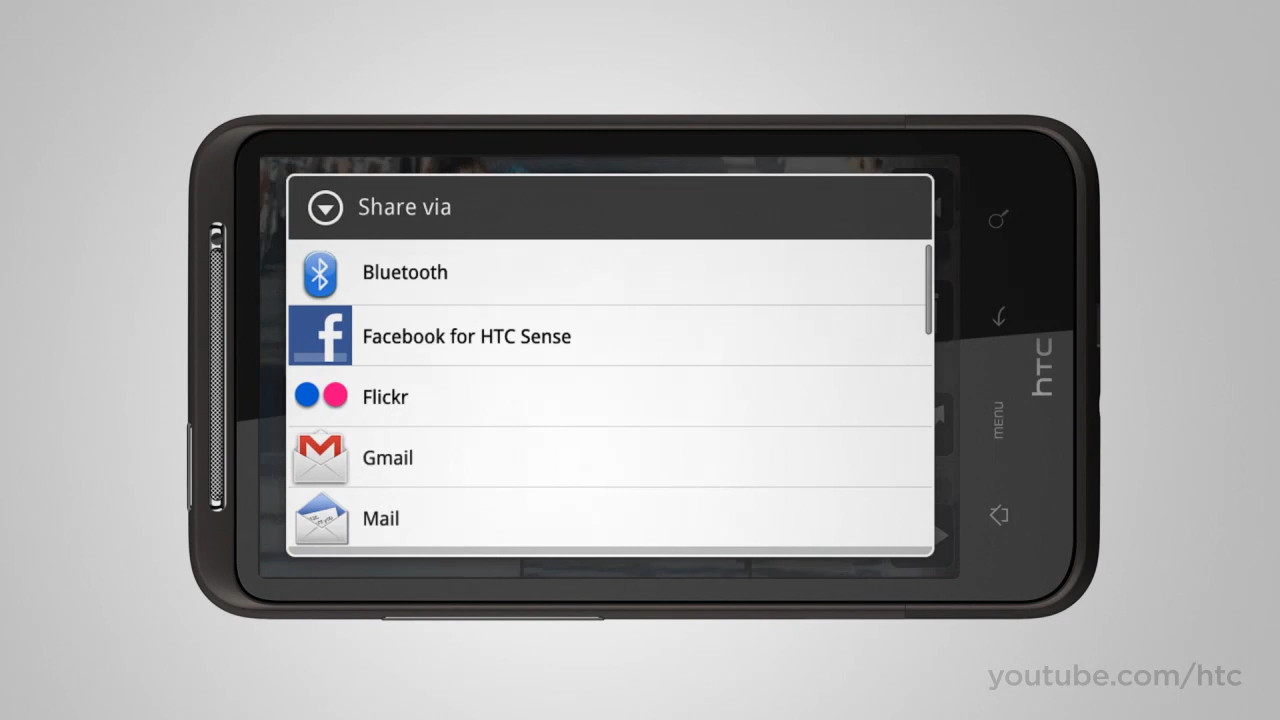 Share via
Bluetooth
Facebook for HTC Sense
Flickr
Gmail
Mail
hTC
MENU
youtube.com/htc